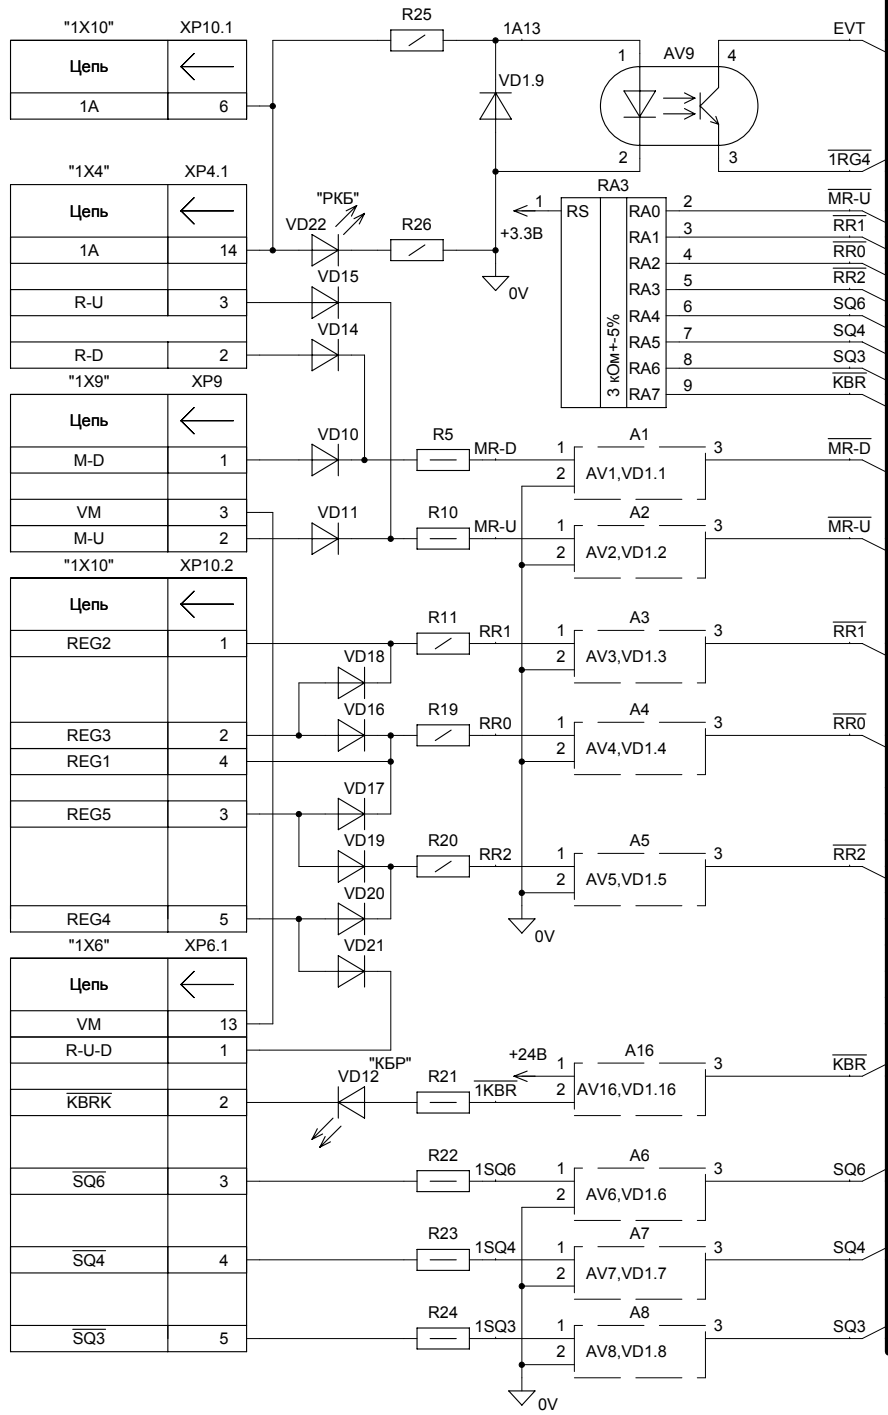 R25
"1X10" XP10.1
1A13
EVT
Цепь
1 AV9 4
VD1.9
1A 6
2 3
1RG4
"1X4" XP4.1
RA3
"РКБ"
1 RS RA0 2 MR-U
Цепь
VD22 R26
+3.3В
RA1 3 RR1
1A 14
RA2 4 RR0
VD15
RA3 5 RR2
0V
R-U 3
RA4 6 SQ6
VD14
3 кОм+-5%
RA5 7 SQ4
R-D 2
RA6 8 SQ3
"1X9" XP9
RA7 9 KBR
Цепь
VD10 R5 MR-D 1 A1 3 MR-D
M-D 1
2 AV1,VD1.1
VM 3
VD11 R10 MR-U 1 A2 3 MR-U
M-U 2
2 AV2,VD1.2
"1X10" XP10.2
Цепь
R11 RR1 1 A3 3 RR1
REG2 1
2 AV3,VD1.3
VD18
VD16 R19 RR0 1 A4 3 RR0
REG3 2
2 AV4,VD1.4
REG1 4
VD17
REG5 3
VD19 R20 RR2 1 A5 3 RR2
2 AV5,VD1.5
VD20
REG4 5
0V
"1X6" XP6.1
VD21
Цепь
VM 13
R-U-D 1
"КБР"
+24В 1 A16 3 KBR
VD12 R21 1KBR 2 AV16,VD1.16
KBRK 2
R22 1SQ6 1 A6 3 SQ6
SQ6 3
2 AV6,VD1.6
R23 1SQ4 1 A7 3 SQ4
SQ4 4
2 AV7,VD1.7
R24 1SQ3 1 A8 3 SQ3
SQ3 5
2 AV8,VD1.8
0V